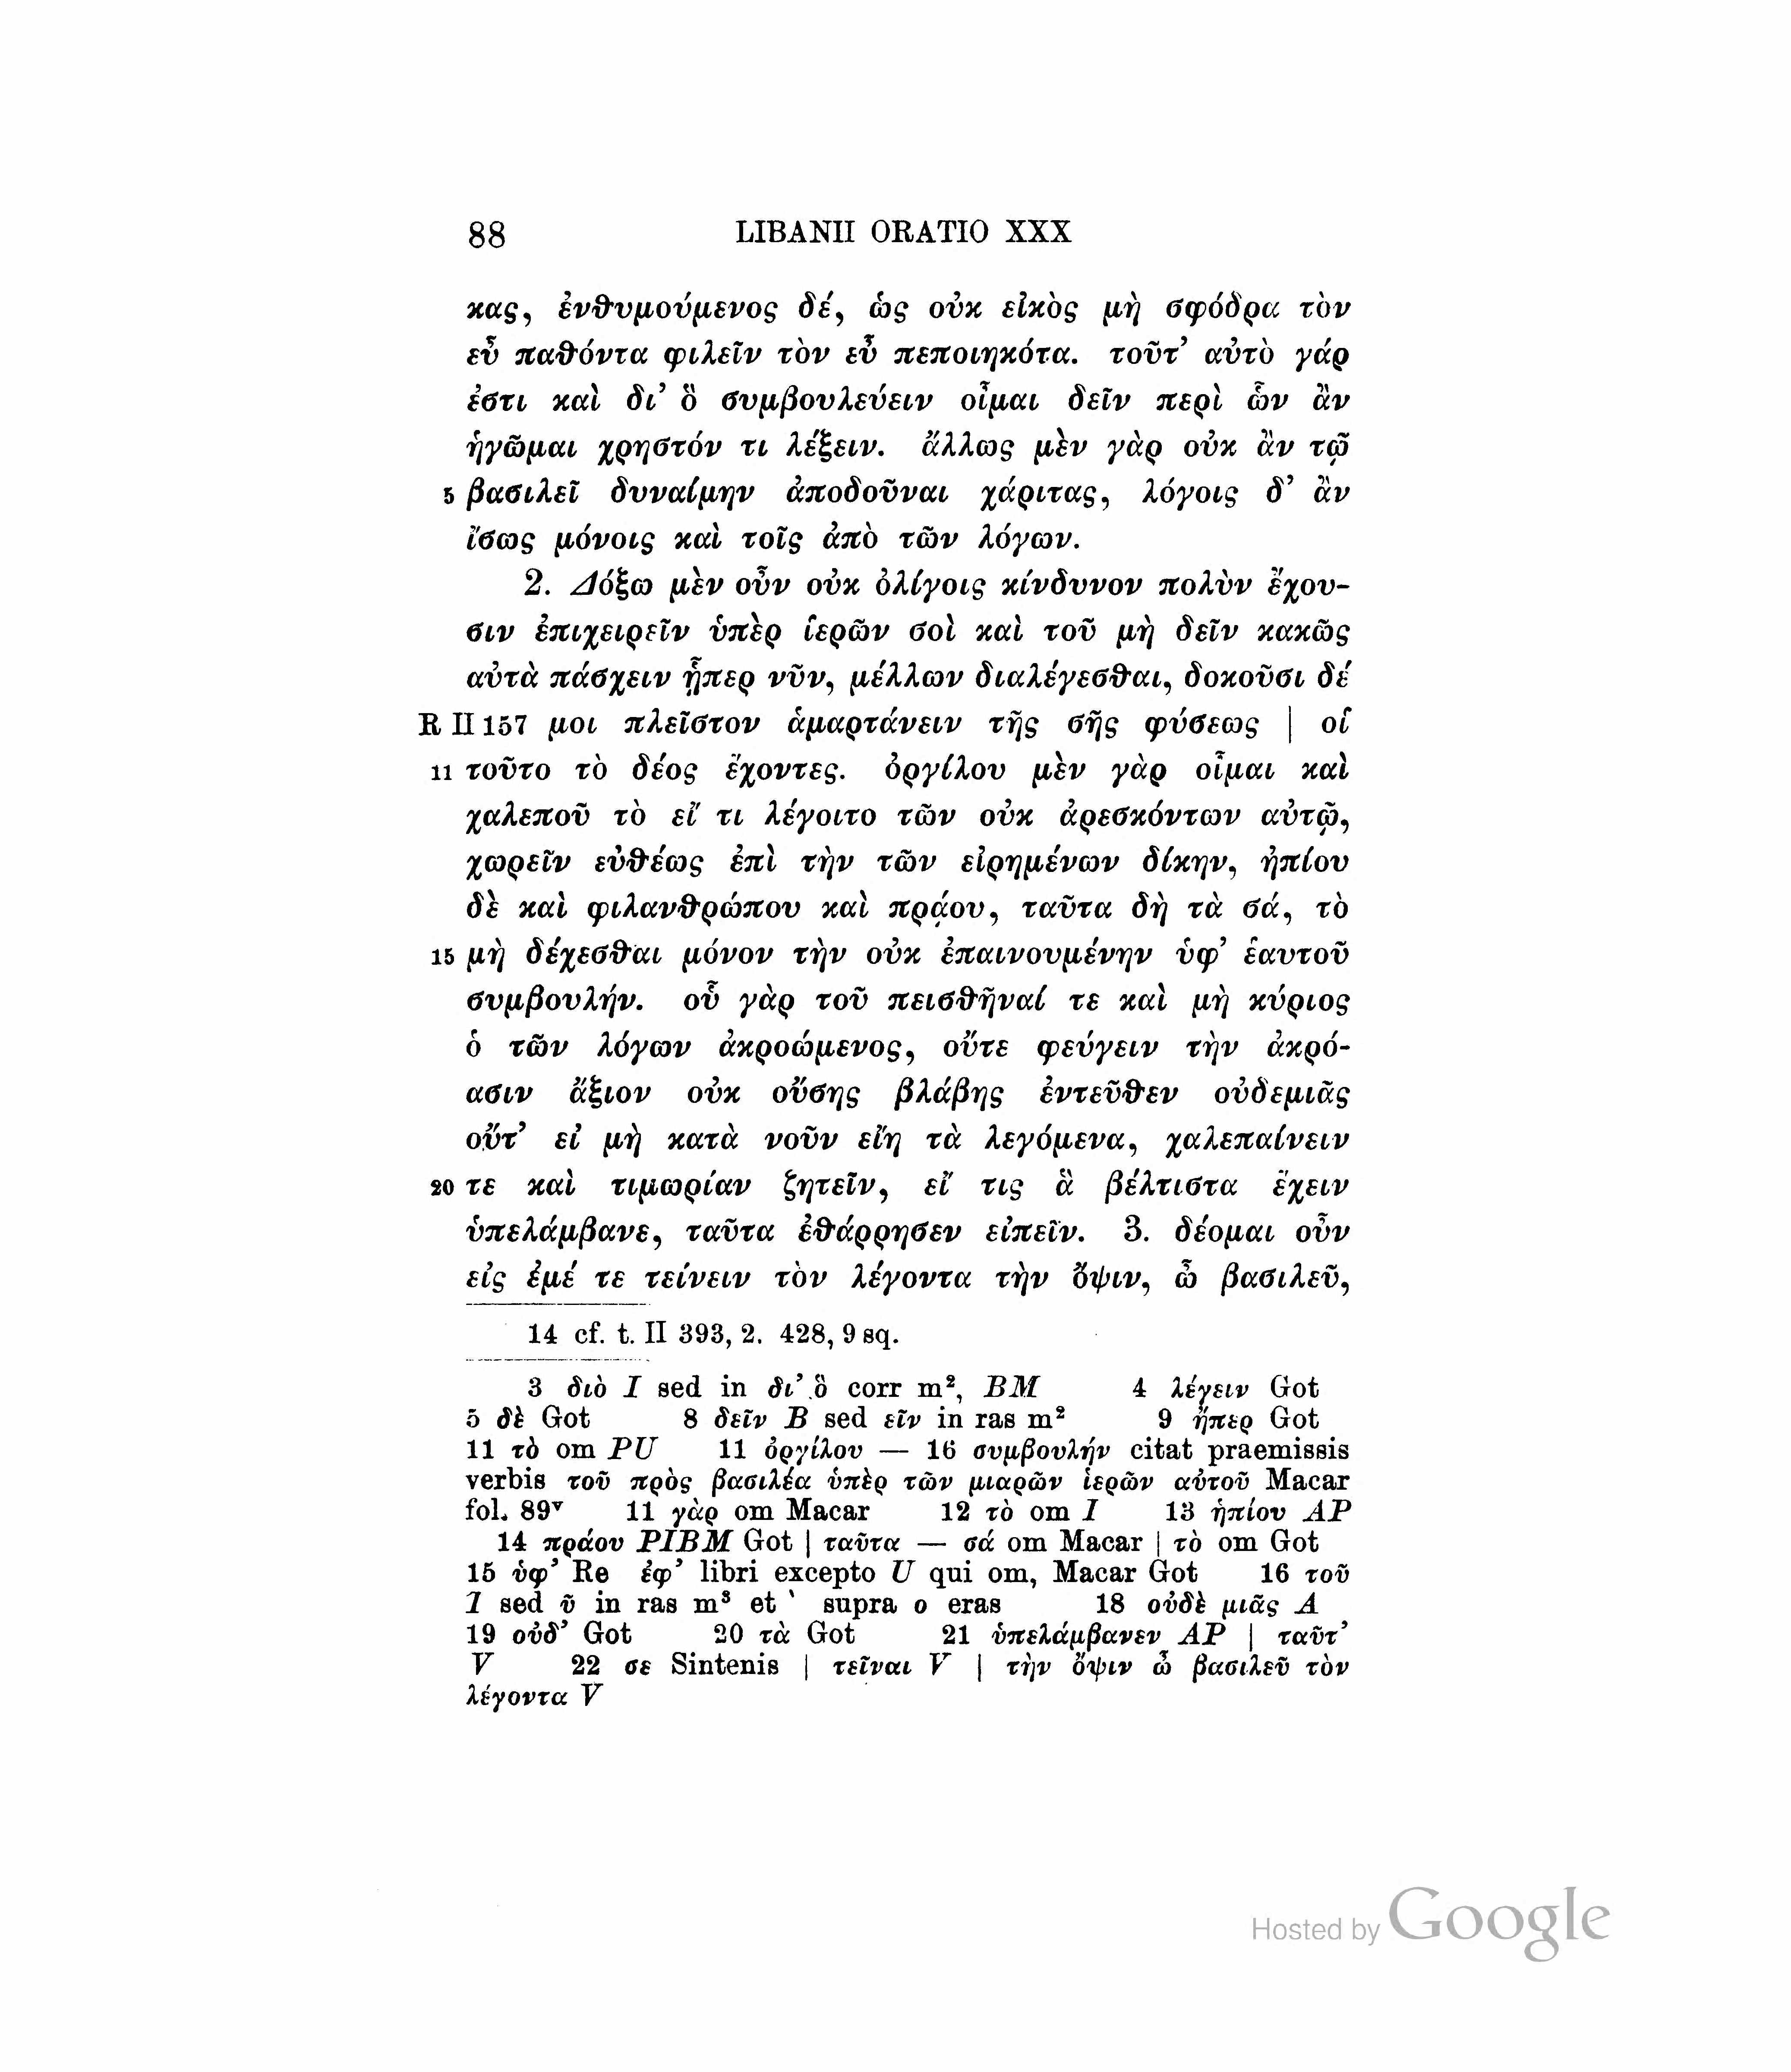 88 LIBANII ORATIO XXX
κας, ἐνθυμούμενος δέ, ὡς οὐκ εἰκὸς μὴ σφόδρα τὸν
εὖ παθόντα φιλεῖν τὸν εὖ πεποιηκότα. τοῦτ’ αὐτὸ γάρ
ἐστι καὶ δι’ ὃ συμβουλεύειν οἶμαι δεῖν περὶ ὧν ἂν
ἡγῶμαι χρηστόν τι λέξειν. ἄλλως μὲν γὰρ οὐκ ἂν τῷ
5 βασιλεῖ δυναίμην ἀποδοῦναι χάριτας, λόγοις δ’ ἂν
ἴσως μόνοις καὶ τοῖς ἀπὸ τῶν λόγων.
2. Δόξω μὲν οὖν οὐκ ὀλίγοις κίνδυνον πολὺν ἔχου-
σιν ἐπιχειρεῖν ὑπὲρ ἱερῶν σοὶ καὶ τοῦ μὴ δεῖν κακῶς
αὐτὰ πάσχειν ᾗπερ νῦν, μέλλων διαλέγεσθαι, δοκοῦσι δέ
R II 157 μοι πλεῖστον ἁμαρτάνειν τῆς σῆς φύσεως | οἱ
11 τοῦτο τὸ δέος ἔχοντες. ὀργίλου μὲν γὰρ οἶμαι καὶ
χαλεποῦ τὸ εἴ τι λέγοιτο τῶν οὐκ ἀρεσκόντων αὐτῷ,
χωρεῖν εὐθέως ἐπὶ τὴν τῶν εἰρημένων δίκην, ἠπίου
δὲ καὶ φιλανθρώπου καὶ πρᾴου, ταῦτα δὴ τὰ σά, τὸ
15 μὴ δέχεσθαι μόνον τὴν οὐκ ἐπαινουμένην ὑφ’ ἑαυτοῦ
συμβουλήν. οὗ γὰρ τοῦ πεισθῆναί τε καὶ μὴ κύριος
ὁ τῶν λόγων ἀκροώμενος, οὔτε φεύγειν τὴν ἀκρό-
ασιν ἄξιον οὐκ οὔσης βλάβης ἐντεῦθεν οὐδεμιᾶς
οὔτ’ εἰ μὴ κατὰ νοῦν εἴη τὰ λεγόμενα, χαλεπαίνειν
20 τε καὶ τιμωρίαν ζητεῖν, εἴ τις ἃ βέλτιστα ἔχειν
ὑπελάμβανε, ταῦτα ἐθάρρησεν εἰπεῖν. 3. δέομαι οὖν
εἰς ἐμέ τε τείνειν τὸν λέγοντα τὴν ὄψιν, ὦ βασιλεῦ,
14 cf. t. II 393, 2. 428, 9 sq.
3 διὸ I sed in δι’ ὃ corr m², BM 4 λέγειν Got
5 δὲ Got 8 δεῖν B sed εῖν in ras m² 9 ἤπερ Got
11 τὸ om PU 11 ὀργίλου — 16 συμβουλήν citat praemissis
verbis τοῦ πρὸς βασιλέα ὑπὲρ τῶν μιαρῶν ἱερῶν αὐτοῦ Macar
fol. 89ᵛ 11 γὰρ om Macar 12 τὸ om I 13 ἡπίου AP
14 πράου PIBM Got | ταῦτα — σά om Macar | τὸ om Got
15 ὑφ’ Re ἐφ’ libri excepto U qui om, Macar Got 16 τοῦ
I sed ῦ in ras m³ et ` supra o eras 18 οὐδὲ μιᾶς A
19 οὐδ’ Got 20 τὰ Got 21 ὑπελάμβανεν AP | ταῦτ’
V 22 σε Sintenis | τεῖναι V | τὴν ὄψιν ὦ βασιλεῦ τὸν
λέγοντα V
Hosted by Google